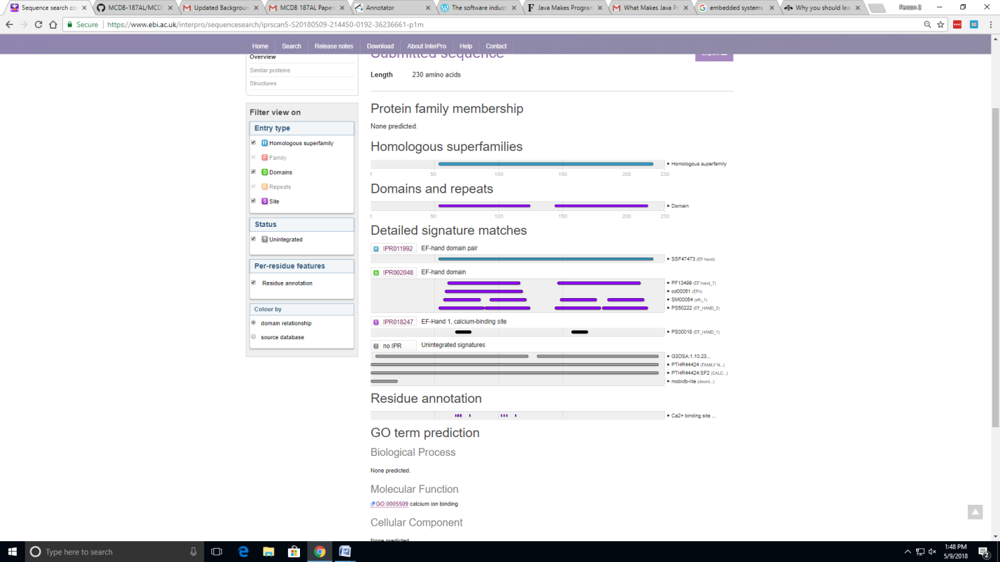 Sequence search co
MCDB-187AL/MCD
Updated Backgroun
MCDB 187AL Paper
Annotator
The software indust
Java Makes Program
What Makes Java P
embedded systems
Why you should lea
Person 2
Secure
https://www.ebi.ac.uk/interpro/sequencesearch/iprscan5-S20180509-214450-0192-36236661-p1m
Home Search Release notes Download About InterPro Help Contact
Overview
Similar proteins
Structures
Filter view on
Entry type
H Homologous superfamily
F Family
D Domains
R Repeats
S Site
Status
? Unintegrated
Per-residue features
Residue annotation
Colour by
domain relationship
source database
Submitted sequence
Export
Length 230 amino acids
Protein family membership
None predicted.
Homologous superfamilies
Homologous superfamily
1 50 100 150 200 230
Domains and repeats
Domain
1 50 100 150 200 230
Detailed signature matches
H IPR011992 EF-hand domain pair
SSF47473 (EF-hand)
D IPR002048 EF-hand domain
PF13499 (EF-hand_7)
cd00051 (EFh)
SM00054 (efh_1)
PS50222 (EF_HAND_2)
S IPR018247 EF-Hand 1, calcium-binding site
PS00018 (EF_HAND_1)
? no IPR Unintegrated signatures
G3DSA:1.10.23...
PTHR44424 (FAMILY N...)
PTHR44424:SF2 (CALC...)
mobidb-lite (disord...)
Residue annotation
Ca2+ binding site ...
GO term prediction
Biological Process
None predicted.
Molecular Function
GO:0005509 calcium ion binding
Cellular Component
None predicted
Type here to search
1:48 PM
5/9/2018
2